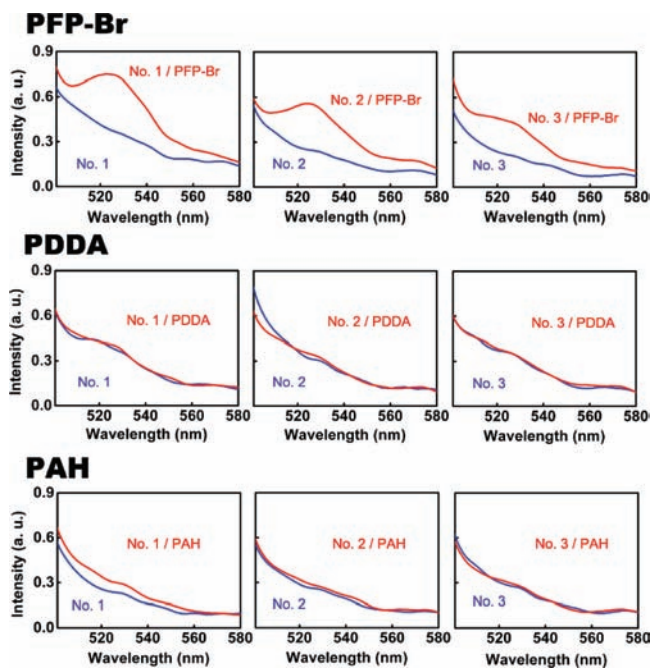 PFP-Br
Intensity (a. u.)
0.9
0.6
0.3
0.0
No. 1 / PFP-Br
No. 1
520 540 560 580
Wavelength (nm)
No. 2 / PFP-Br
No. 2
520 540 560 580
Wavelength (nm)
No. 3 / PFP-Br
No. 3
520 540 560 580
Wavelength (nm)
PDDA
Intensity (a. u.)
0.9
0.6
0.3
0.0
No. 1 / PDDA
No. 1
520 540 560 580
Wavelength (nm)
No. 2 / PDDA
No. 2
520 540 560 580
Wavelength (nm)
No. 3 / PDDA
No. 3
520 540 560 580
Wavelength (nm)
PAH
Intensity (a. u.)
0.9
0.6
0.3
0.0
No. 1 / PAH
No. 1
520 540 560 580
Wavelength (nm)
No. 2 / PAH
No. 2
520 540 560 580
Wavelength (nm)
No. 3 / PAH
No. 3
520 540 560 580
Wavelength (nm)